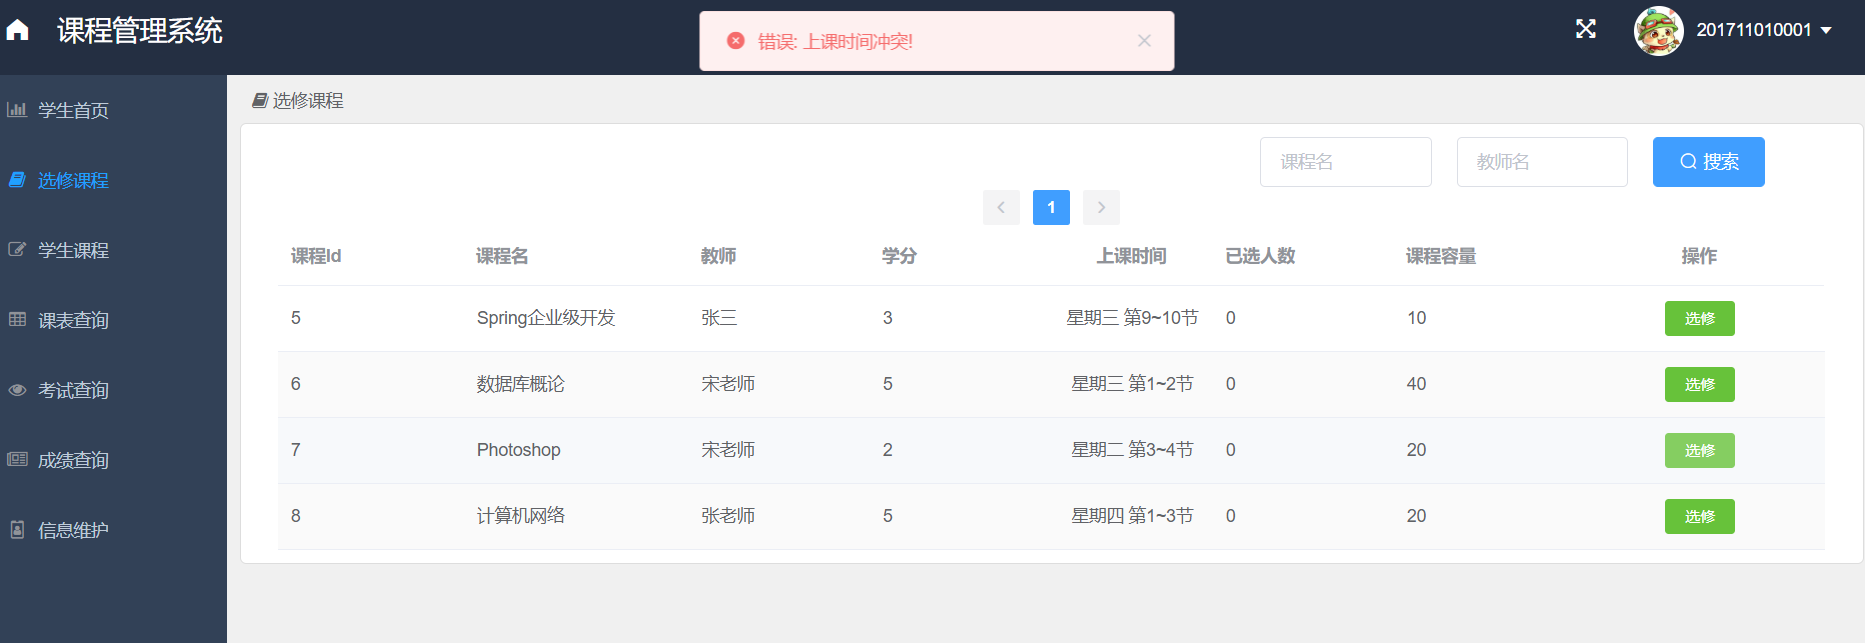 课程管理系统
错误: 上课时间冲突!
201711010001
学生首页
选修课程
学生课程
课表查询
考试查询
成绩查询
信息维护
选修课程
课程名 教师名 搜索
1
课程Id 课程名 教师 学分 上课时间 已选人数 课程容量 操作
5 Spring企业级开发 张三 3 星期三 第9~10节 0 10 选修
6 数据库概论 宋老师 5 星期三 第1~2节 0 40 选修
7 Photoshop 宋老师 2 星期二 第3~4节 0 20 选修
8 计算机网络 张老师 5 星期四 第1~3节 0 20 选修